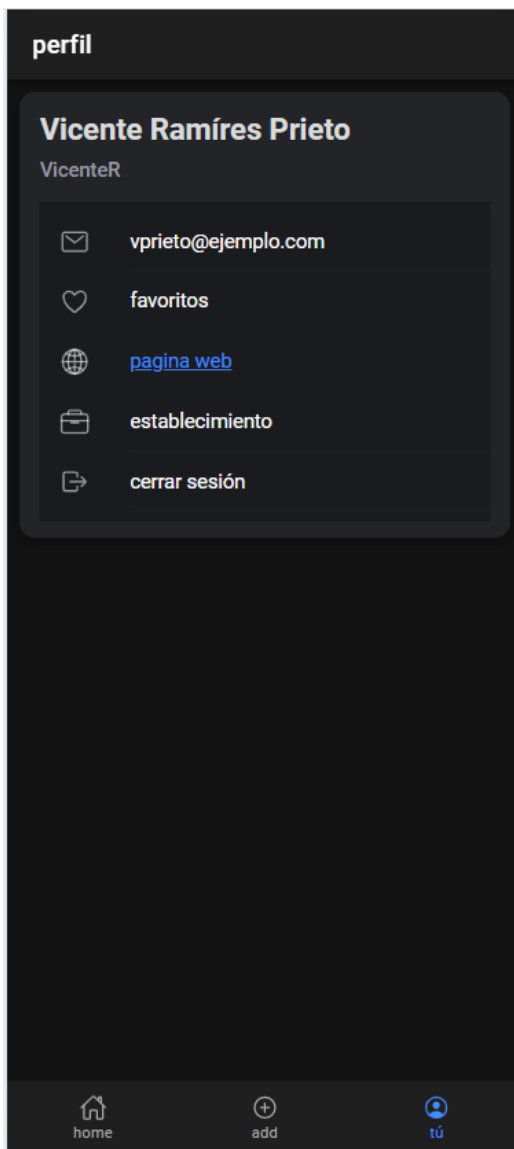 perfil
Vicente Ramíres Prieto
VicenteR
vprieto@ejemplo.com
favoritos
pagina web
establecimiento
cerrar sesión
home
add
tú